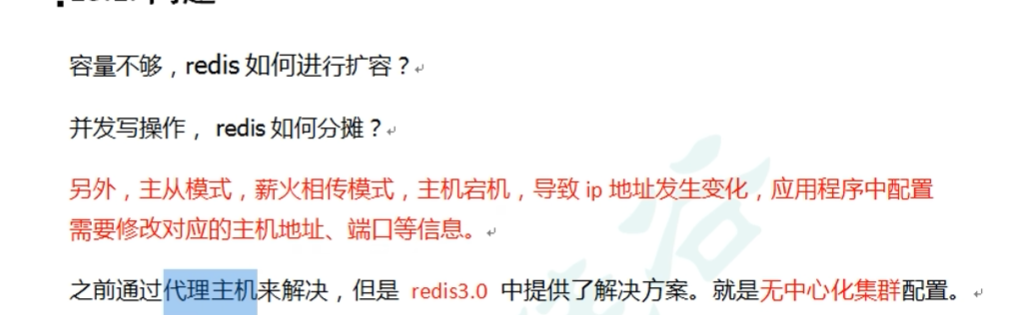 容量不够，redis 如何进行扩容？
并发写操作， redis 如何分摊？
另外，主从模式，薪火相传模式，主机宕机，导致 ip 地址发生变化，应用程序中配置
需要修改对应的主机地址、端口等信息。
之前通过代理主机来解决，但是 redis3.0 中提供了解决方案。就是无中心化集群配置。